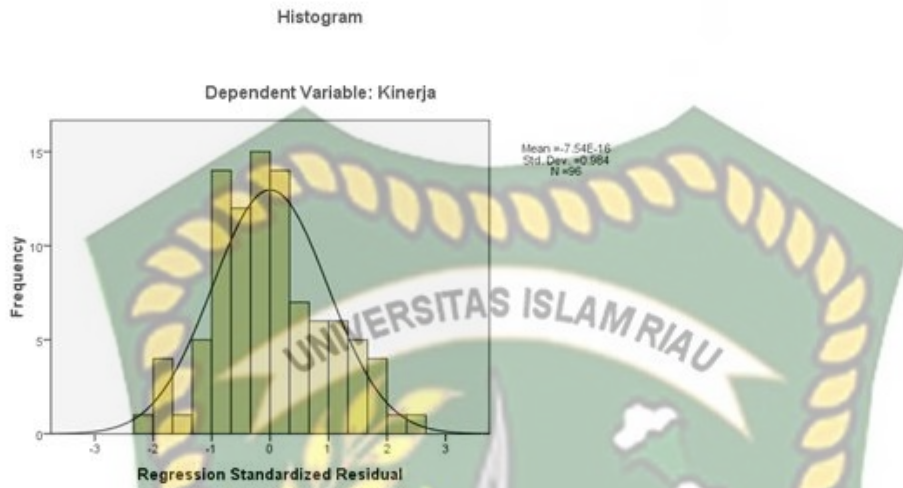 Histogram
Dependent Variable: Kinerja
Mean =-7.54E-16
Std. Dev. =0.984
N =96
Frequency
15
10
5
0
-3 -2 -1 0 1 2 3
Regression Standardized Residual
UNIVERSITAS ISLAM RIAU